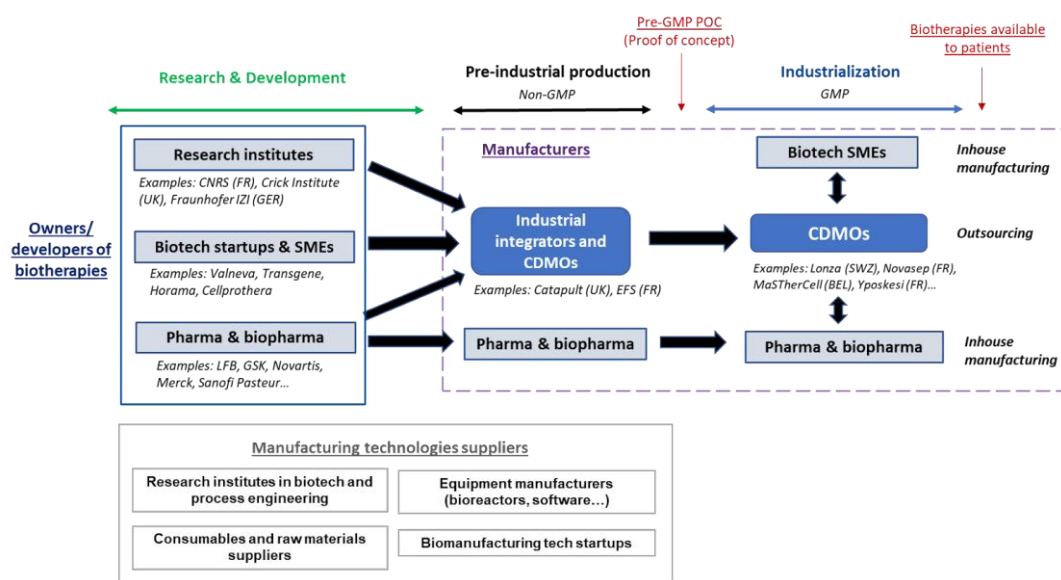 Pre-GMP POC
(Proof of concept)
Biotherapies available
to patients
Research & Development
Pre-industrial production
Non-GMP
Industrialization
GMP
Owners/
developers of
biotherapies
Research institutes
Examples: CNRS (FR), Crick Institute
(UK), Fraunhofer IZI (GER)
Biotech startups & SMEs
Examples: Valneva, Transgene,
Horama, Cellprothera
Pharma & biopharma
Examples: LFB, GSK, Novartis,
Merck, Sanofi Pasteur...
Manufacturers
Industrial
integrators and
CDMOs
Examples: Catapult (UK), EFS (FR)
Pharma & biopharma
Biotech SMEs
Inhouse
manufacturing
CDMOs
Outsourcing
Examples: Lonza (SWZ), Novasep (FR),
MaSTherCell (BEL), Yposkesi (FR)...
Pharma & biopharma
Inhouse
manufacturing
Manufacturing technologies suppliers
Research institutes in biotech and
process engineering
Equipment manufacturers
(bioreactors, software...)
Consumables and raw materials
suppliers
Biomanufacturing tech startups